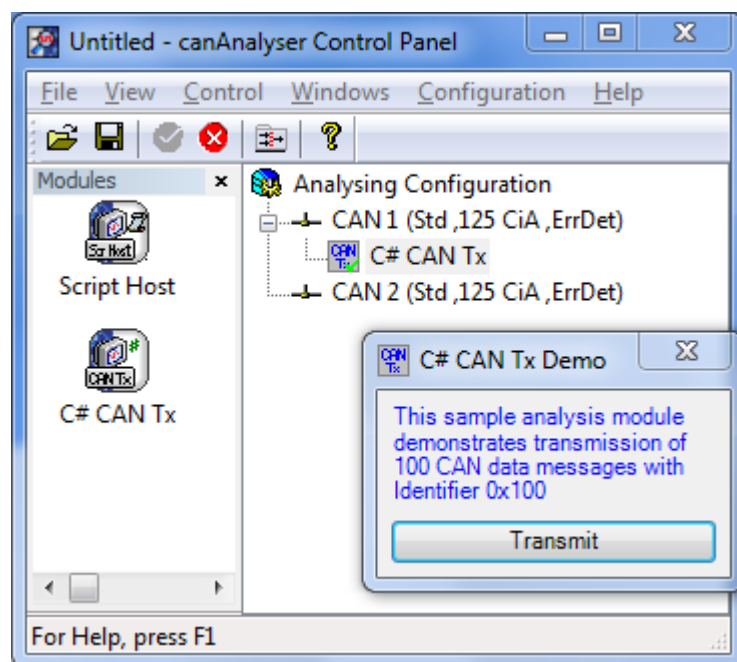 Untitled - canAnalyser Control Panel
File View Control Windows Configuration Help
Modules
Scr Host
Script Host
CAN Tx
C# CAN Tx
Analysing Configuration
CAN 1 (Std ,125 CiA ,ErrDet)
CAN Tx
C# CAN Tx
CAN 2 (Std ,125 CiA ,ErrDet)
CAN Tx
C# CAN Tx Demo
This sample analysis module
demonstrates transmission of
100 CAN data messages with
Identifier 0x100
Transmit
For Help, press F1